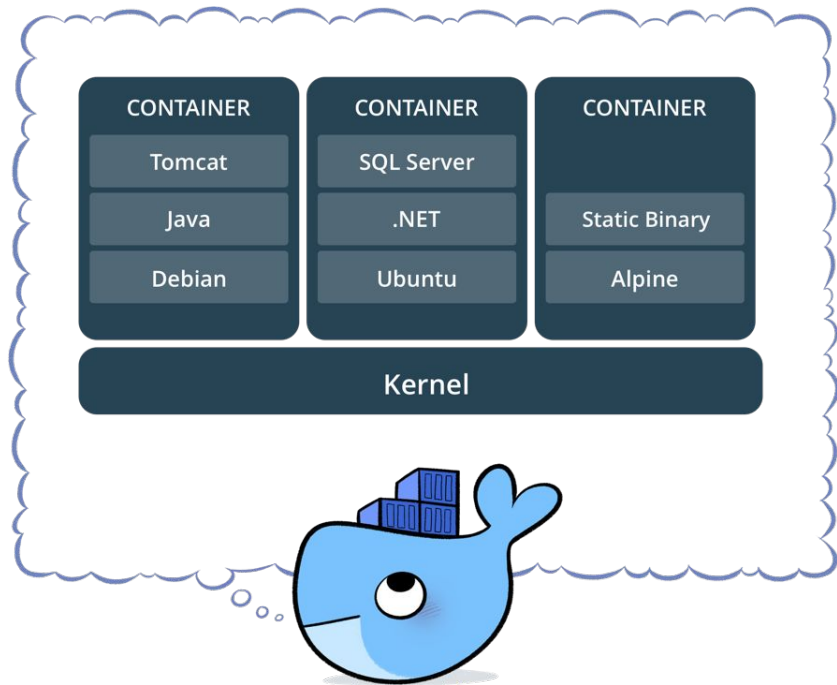 CONTAINER
Tomcat
Java
Debian
CONTAINER
SQL Server
.NET
Ubuntu
CONTAINER
Static Binary
Alpine
Kernel